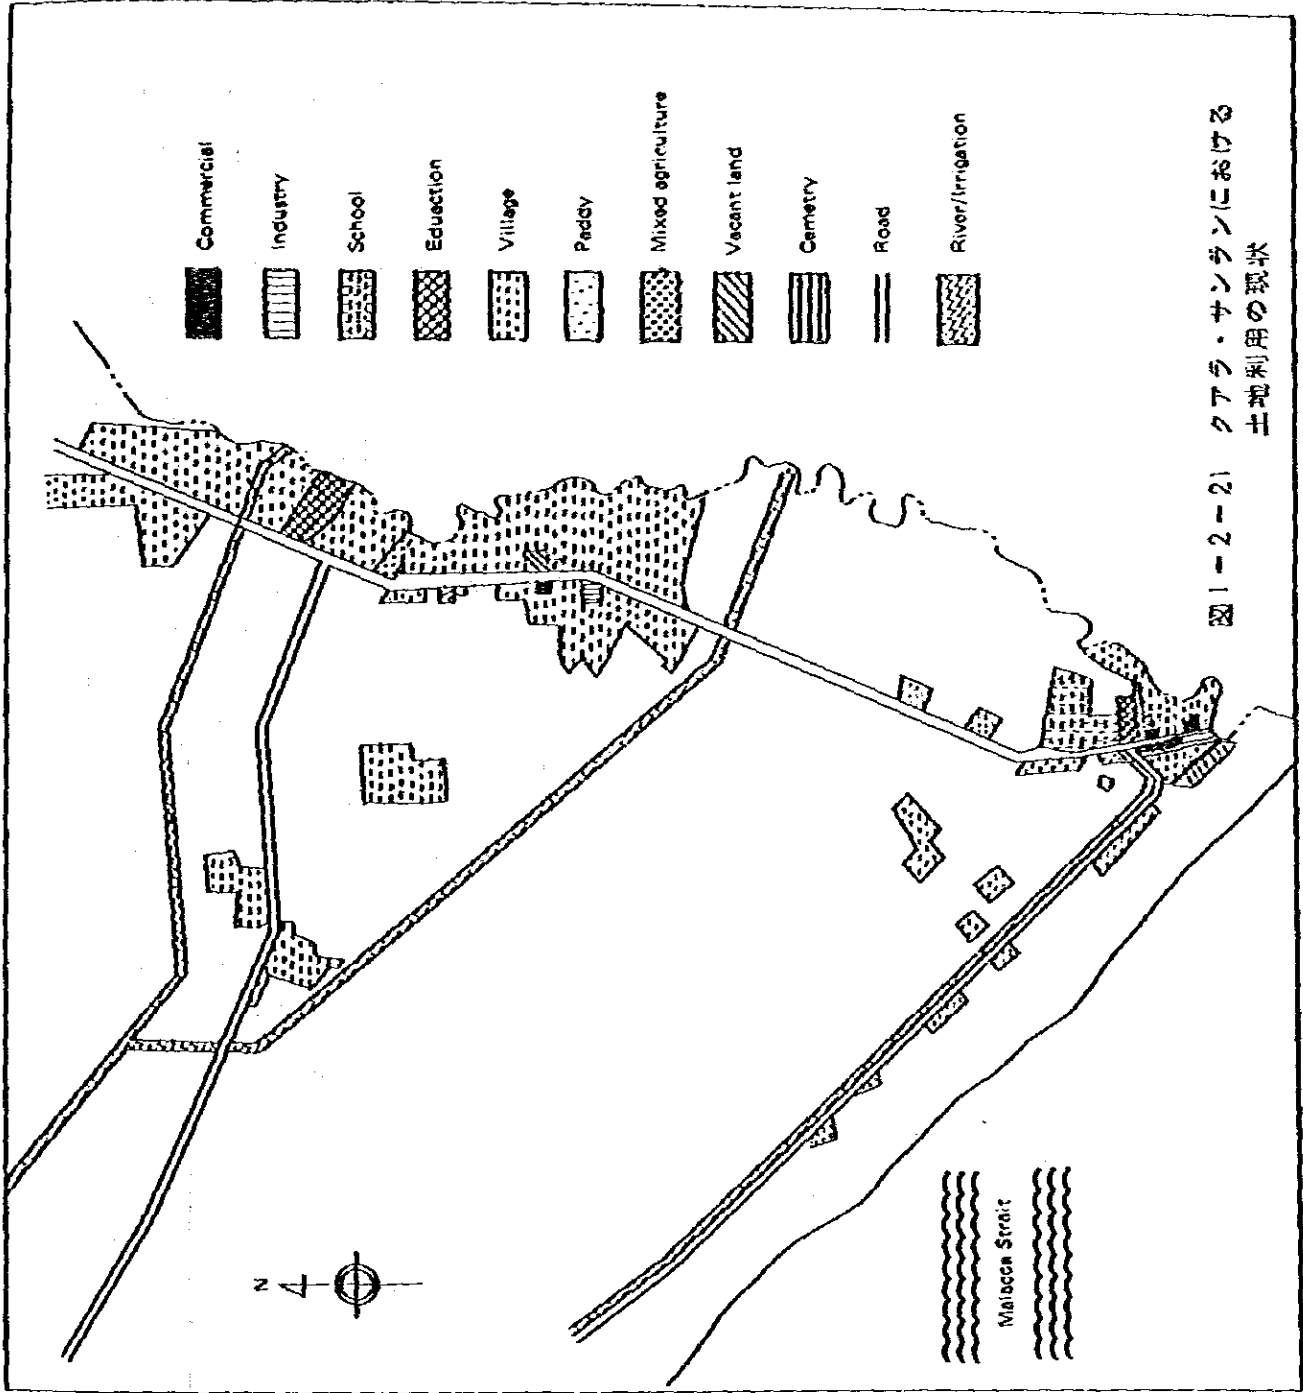 Commercial
Industry
School
Eduaction
Village
Paddy
Mixed agriculture
Vacant land
Cemetry
Road
River/Irrigation
N
Malacca Strait
図1-2-21 クアラ・サンランにおける
土地利用の現状